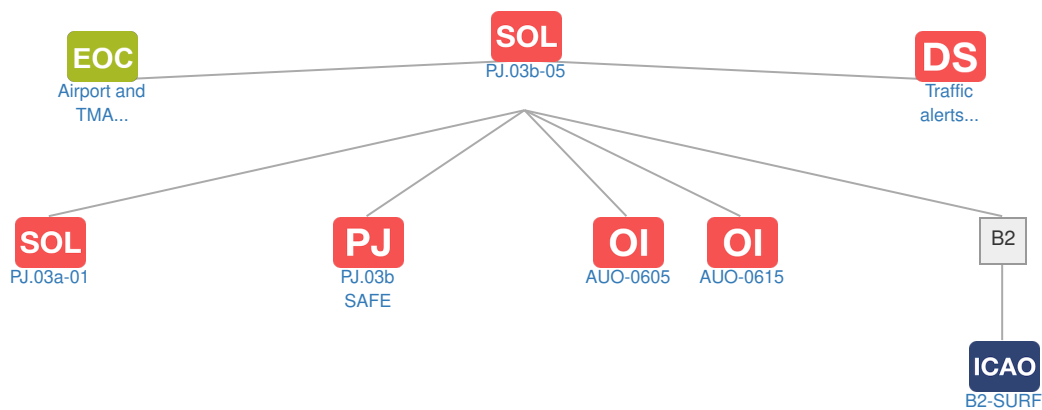 EOC
Airport and
TMA...
SOL
PJ.03b-05
DS
Traffic
alerts...
SOL
PJ.03a-01
PJ
PJ.03b
SAFE
OI
AUO-0605
OI
AUO-0615
B2
ICAO
B2-SURF